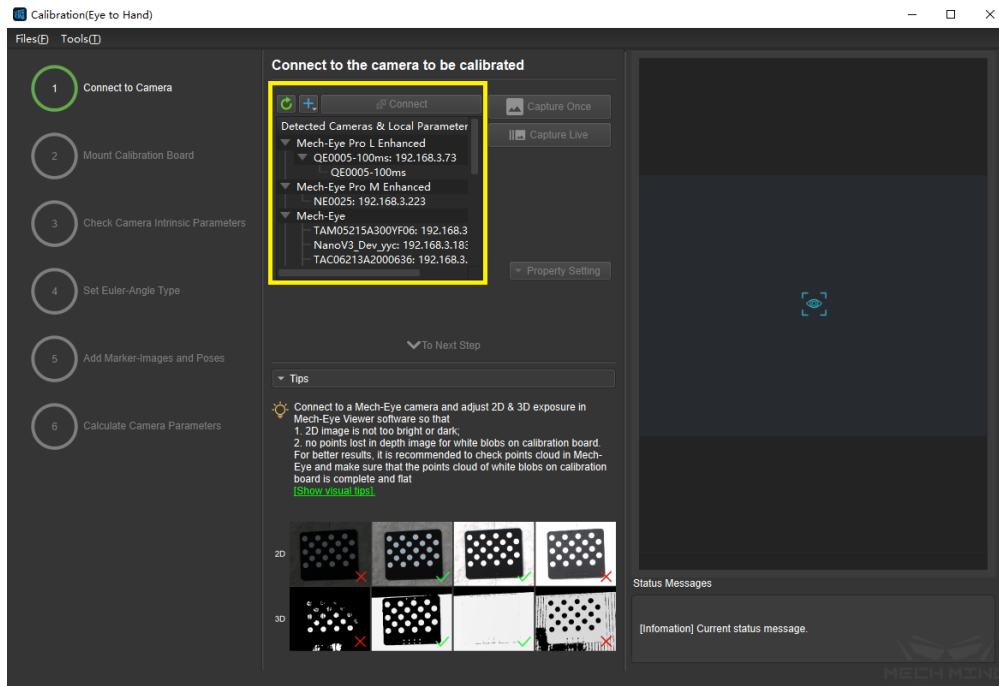 Calibration(Eye to Hand)
Files(F) Tools(T)
1 Connect to Camera
2 Mount Calibration Board
3 Check Camera Intrinsic Parameters
4 Set Euler-Angle Type
5 Add Marker-Images and Poses
6 Calculate Camera Parameters
Connect to the camera to be calibrated
Connect
Capture Once
Capture Live
Detected Cameras & Local Parameter
Mech-Eye Pro L Enhanced
QE0005-100ms: 192.168.3.73
QE0005-100ms
Mech-Eye Pro M Enhanced
NE0025: 192.168.3.223
Mech-Eye
TAM05215A300YF06: 192.168.3
NanoV3_Dev_yyc: 192.168.3.183
TAC06213A2000636: 192.168.3.
Property Setting
To Next Step
Tips
Connect to a Mech-Eye camera and adjust 2D & 3D exposure in
Mech-Eye Viewer software so that
1. 2D image is not too bright or dark;
2. no points lost in depth image for white blobs on calibration board.
For better results, it is recommended to check points cloud in Mech-
Eye and make sure that the points cloud of white blobs on calibration
board is complete and flat
[Show visual tips].
2D
3D
Status Messages
[Infomation] Current status message.
MECH MIND